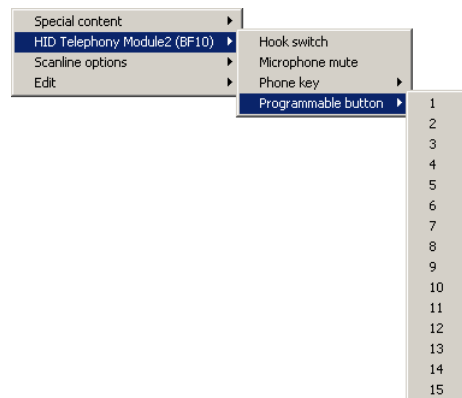 Special content
HID Telephony Module2 (BF10)
Scanline options
Edit
Hook switch
Microphone mute
Phone key
Programmable button
1
2
3
4
5
6
7
8
9
10
11
12
13
14
15